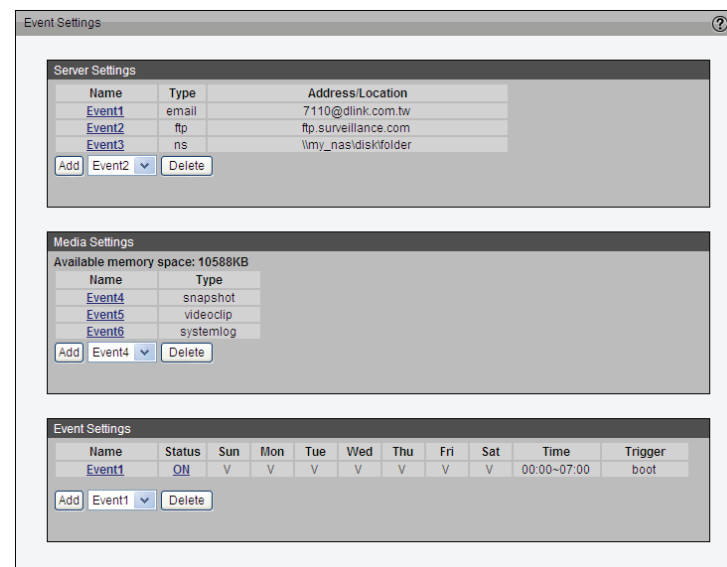 Event Settings
Server Settings
Name Type Address/Location
Event1 email 7110@dlink.com.tw
Event2 ftp ftp.surveillance.com
Event3 ns \\my_nas\disk\folder
Add Event2 Delete
Media Settings
Available memory space: 10588KB
Name Type
Event4 snapshot
Event5 videoclip
Event6 systemlog
Add Event4 Delete
Event Settings
Name Status Sun Mon Tue Wed Thu Fri Sat Time Trigger
Event1 ON V V V V V V V 00:00~07:00 boot
Add Event1 Delete